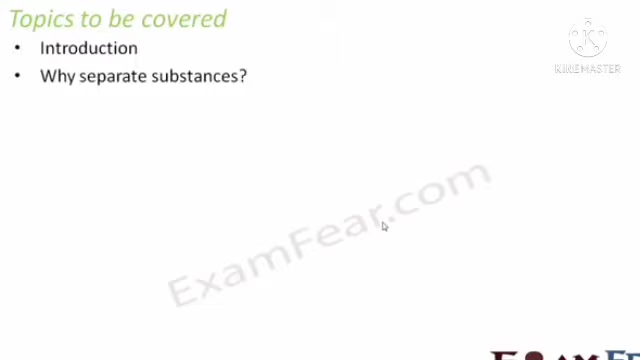 Topics to be covered
• Introduction
• Why separate substances?
KINEMASTER
ExamFear.com